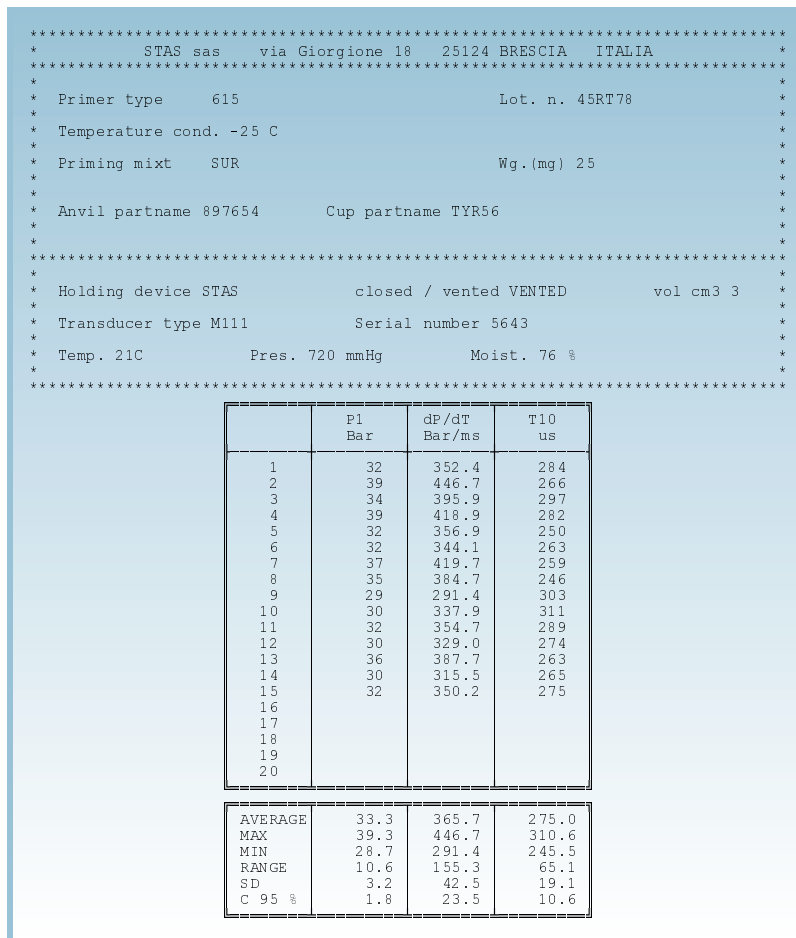 *******************************************************************************
* STAS sas via Giorgione 18 25124 BRESCIA ITALIA *
*******************************************************************************
* *
* Primer type 615 Lot. n. 45RT78 *
* *
* Temperature cond. -25 C *
* *
* Priming mixt SUR Wg.(mg) 25 *
* *
* *
* Anvil partname 897654 Cup partname TYR56 *
* *
* *
*******************************************************************************
* *
* Holding device STAS closed / vented VENTED vol cm3 3 *
* *
* Transducer type M111 Serial number 5643 *
* *
* Temp. 21C Pres. 720 mmHg Moist. 76 % *
* *
*******************************************************************************
P1 dP/dT T10
Bar Bar/ms us
1 32 352.4 284
2 39 446.7 266
3 34 395.9 297
4 39 418.9 282
5 32 356.9 250
6 32 344.1 263
7 37 419.7 259
8 35 384.7 246
9 29 291.4 303
10 30 337.9 311
11 32 354.7 289
12 30 329.0 274
13 36 387.7 263
14 30 315.5 265
15 32 350.2 275
16
17
18
19
20
AVERAGE 33.3 365.7 275.0
MAX 39.3 446.7 310.6
MIN 28.7 291.4 245.5
RANGE 10.6 155.3 65.1
SD 3.2 42.5 19.1
C 95 % 1.8 23.5 10.6